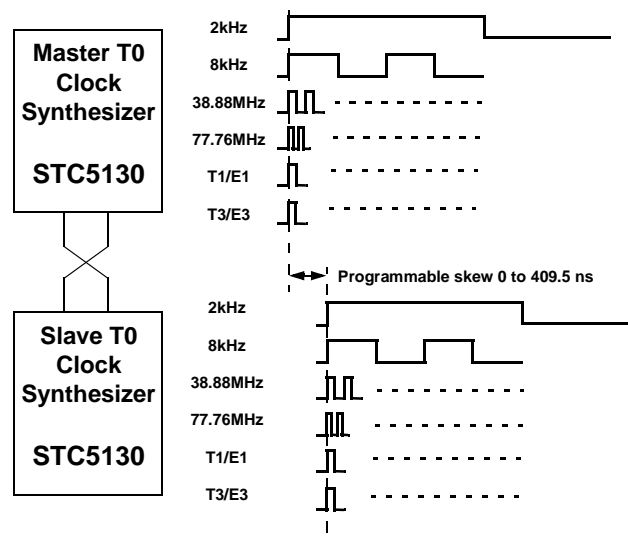 Master T0
Clock
Synthesizer
STC5130
2kHz
8kHz
38.88MHz
77.76MHz
T1/E1
T3/E3
Programmable skew 0 to 409.5 ns
Slave T0
Clock
Synthesizer
STC5130
2kHz
8kHz
38.88MHz
77.76MHz
T1/E1
T3/E3